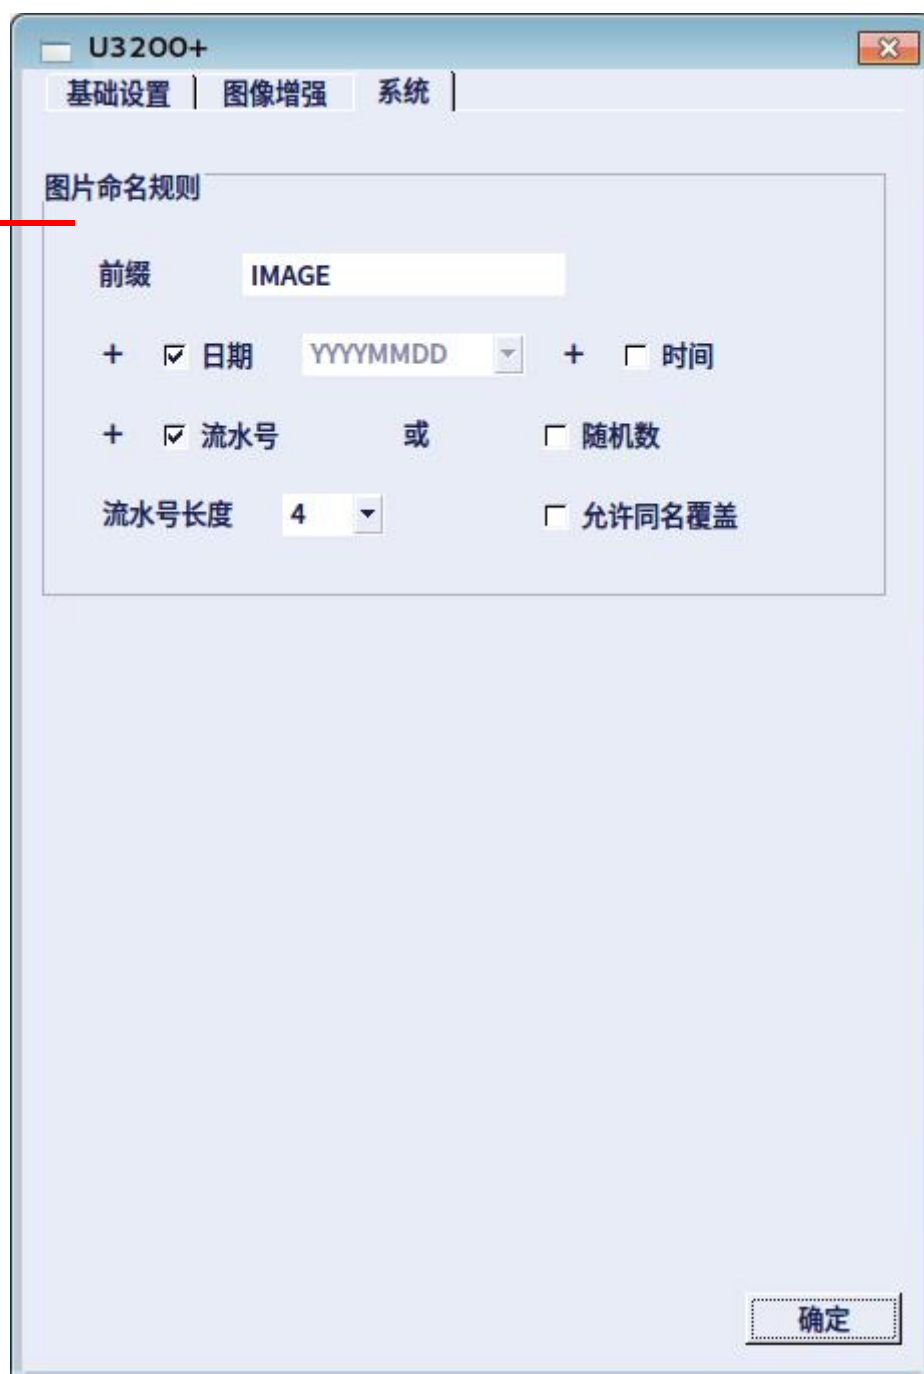 U3200+
基础设置 图像增强 系统
图片命名规则
前缀 IMAGE
+ 日期 YYYYMMDD + 时间
+ 流水号 或 随机数
流水号长度 4 允许同名覆盖
确定